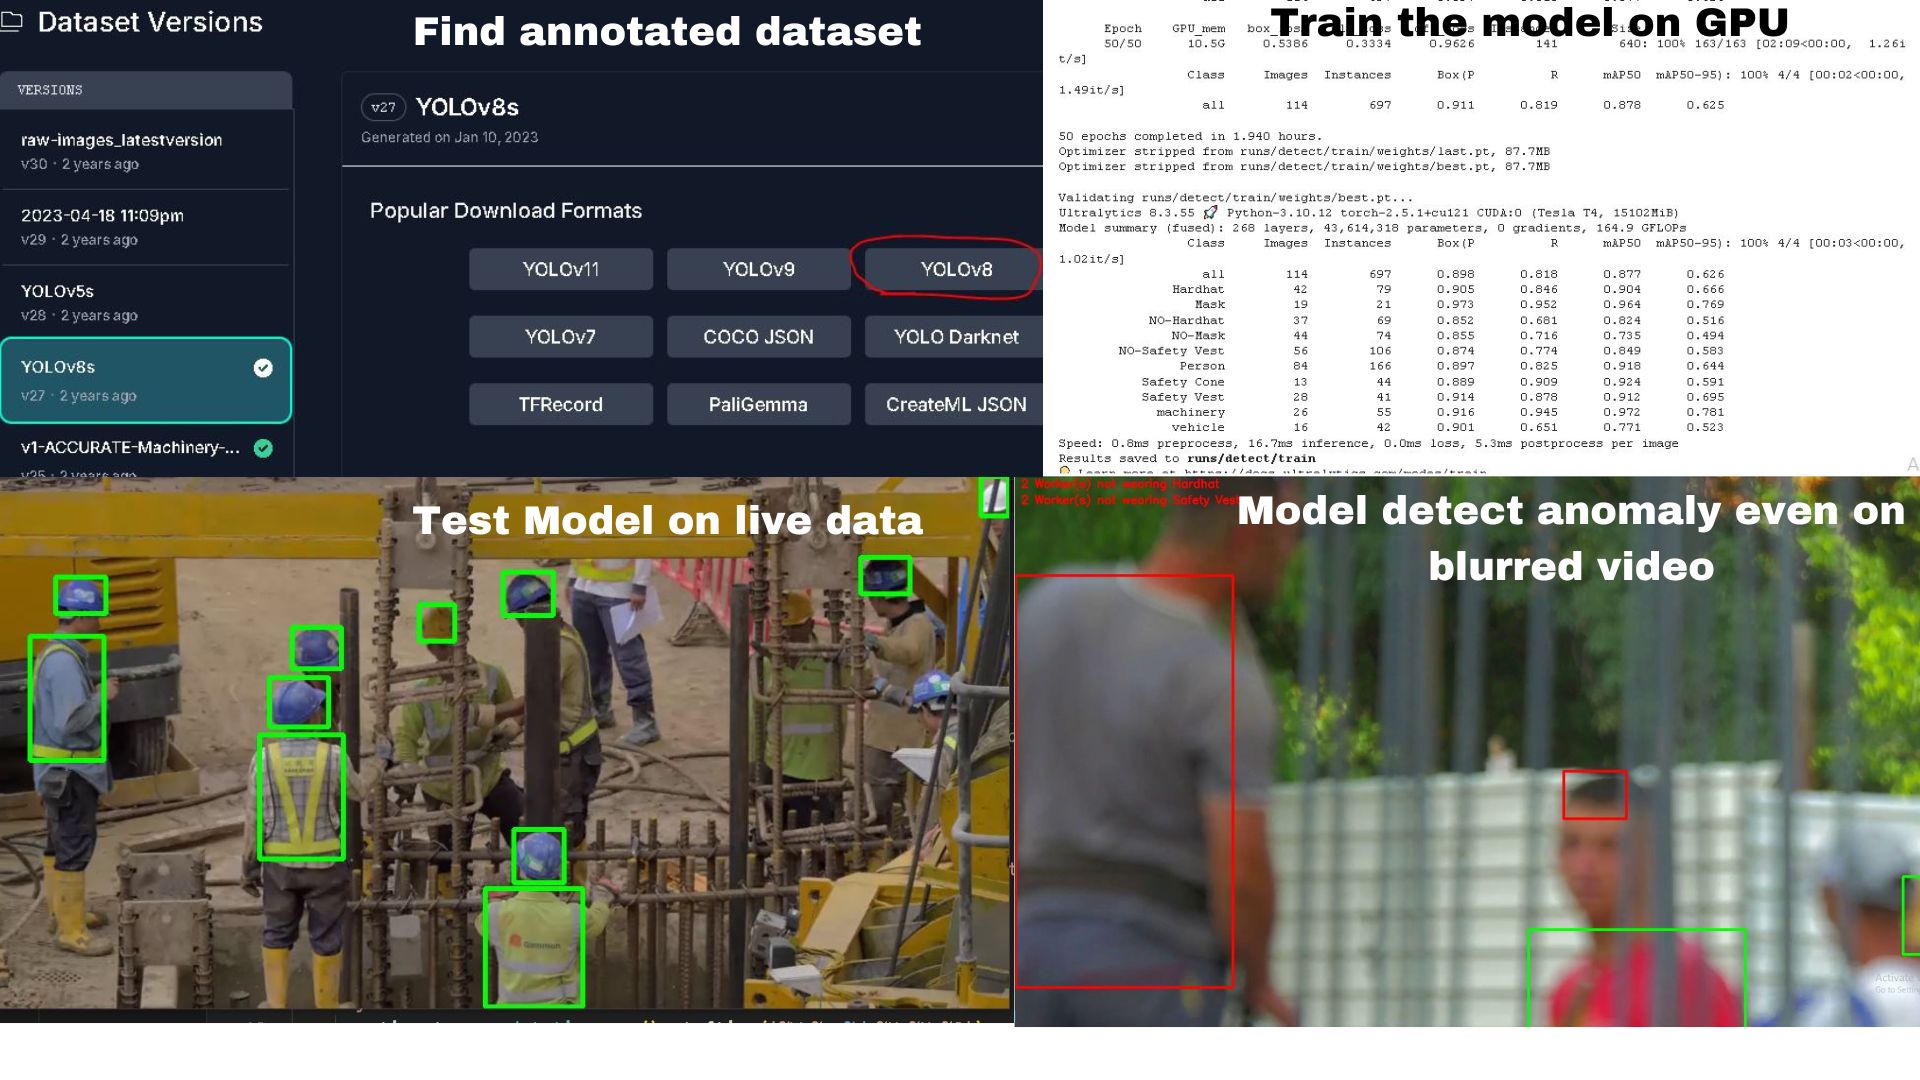 Dataset Versions
Find annotated dataset
VERSIONS
raw-images_latestversion
v30 · 2 years ago
2023-04-18 11:09pm
v29 · 2 years ago
YOLOv5s
v28 · 2 years ago
YOLOv8s
v27 · 2 years ago
v1-ACCURATE-Machinery-...
v25 · 2 years ago
v27 YOLOv8s
Generated on Jan 10, 2023
Popular Download Formats
YOLOv11 YOLOv9 YOLOv8
YOLOv7 COCO JSON YOLO Darknet
TFRecord PaliGemma CreateML JSON
Train the model on GPU
Epoch GPU_mem Size
50/50 10.5G 0.5386 0.3334 0.9626 141 640: 100% 163/163 [02:09<00:00, 1.26i
t/s]
Class Images Instances Box(P R mAP50 mAP50-95): 100% 4/4 [00:02<00:00,
1.49it/s]
all 114 697 0.911 0.819 0.878 0.625
50 epochs completed in 1.940 hours.
Optimizer stripped from runs/detect/train/weights/last.pt, 87.7MB
Optimizer stripped from runs/detect/train/weights/best.pt, 87.7MB
Validating runs/detect/train/weights/best.pt...
Ultralytics 8.3.55 🚀 Python-3.10.12 torch-2.5.1+cu121 CUDA:0 (Tesla T4, 15102MiB)
Model summary (fused): 268 layers, 43,614,318 parameters, 0 gradients, 164.9 GFLOPs
Class Images Instances Box(P R mAP50 mAP50-95): 100% 4/4 [00:03<00:00,
1.02it/s]
all 114 697 0.898 0.818 0.877 0.626
Hardhat 42 79 0.905 0.846 0.904 0.666
Mask 19 21 0.973 0.952 0.964 0.769
NO-Hardhat 37 69 0.852 0.681 0.824 0.516
NO-Mask 44 74 0.855 0.716 0.735 0.494
NO-Safety Vest 56 106 0.874 0.774 0.849 0.583
Person 84 166 0.897 0.825 0.918 0.644
Safety Cone 13 44 0.889 0.909 0.924 0.591
Safety Vest 28 41 0.914 0.878 0.912 0.695
machinery 26 55 0.916 0.945 0.972 0.781
vehicle 16 42 0.901 0.651 0.771 0.523
Speed: 0.8ms preprocess, 16.7ms inference, 0.0ms loss, 5.3ms postprocess per image
Results saved to runs/detect/train
Learn more at https://docs.ultralytics.com/modes/train
Test Model on live data
Gammon
2 Worker(s) not wearing Hardhat
2 Worker(s) not wearing Safety Vest
Model detect anomaly even on
blurred video
Activate
Go to Settin